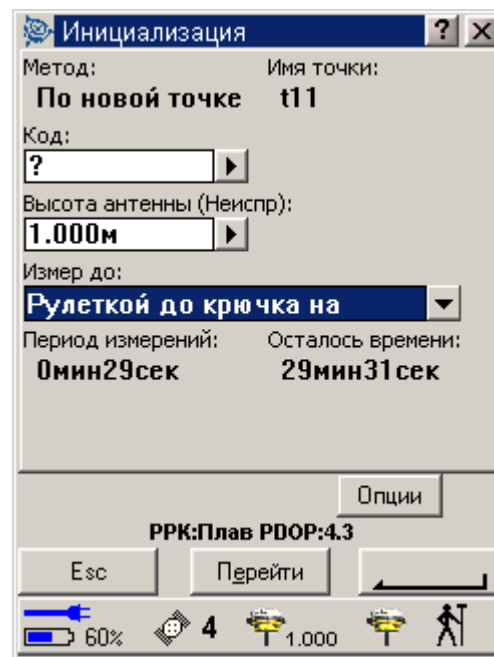 Инициализация ? ×
Метод: Имя точки:
По новой точке t11
Код:
?
Высота антенны (Неиспр):
1.000м
Измер до:
Рулеткой до крючка на
Период измерений: Осталось времени:
0мин29сек 29мин31сек
Опции
РРК:Плав PDOP:4.3
Esc Перейти
60% 4 1.000